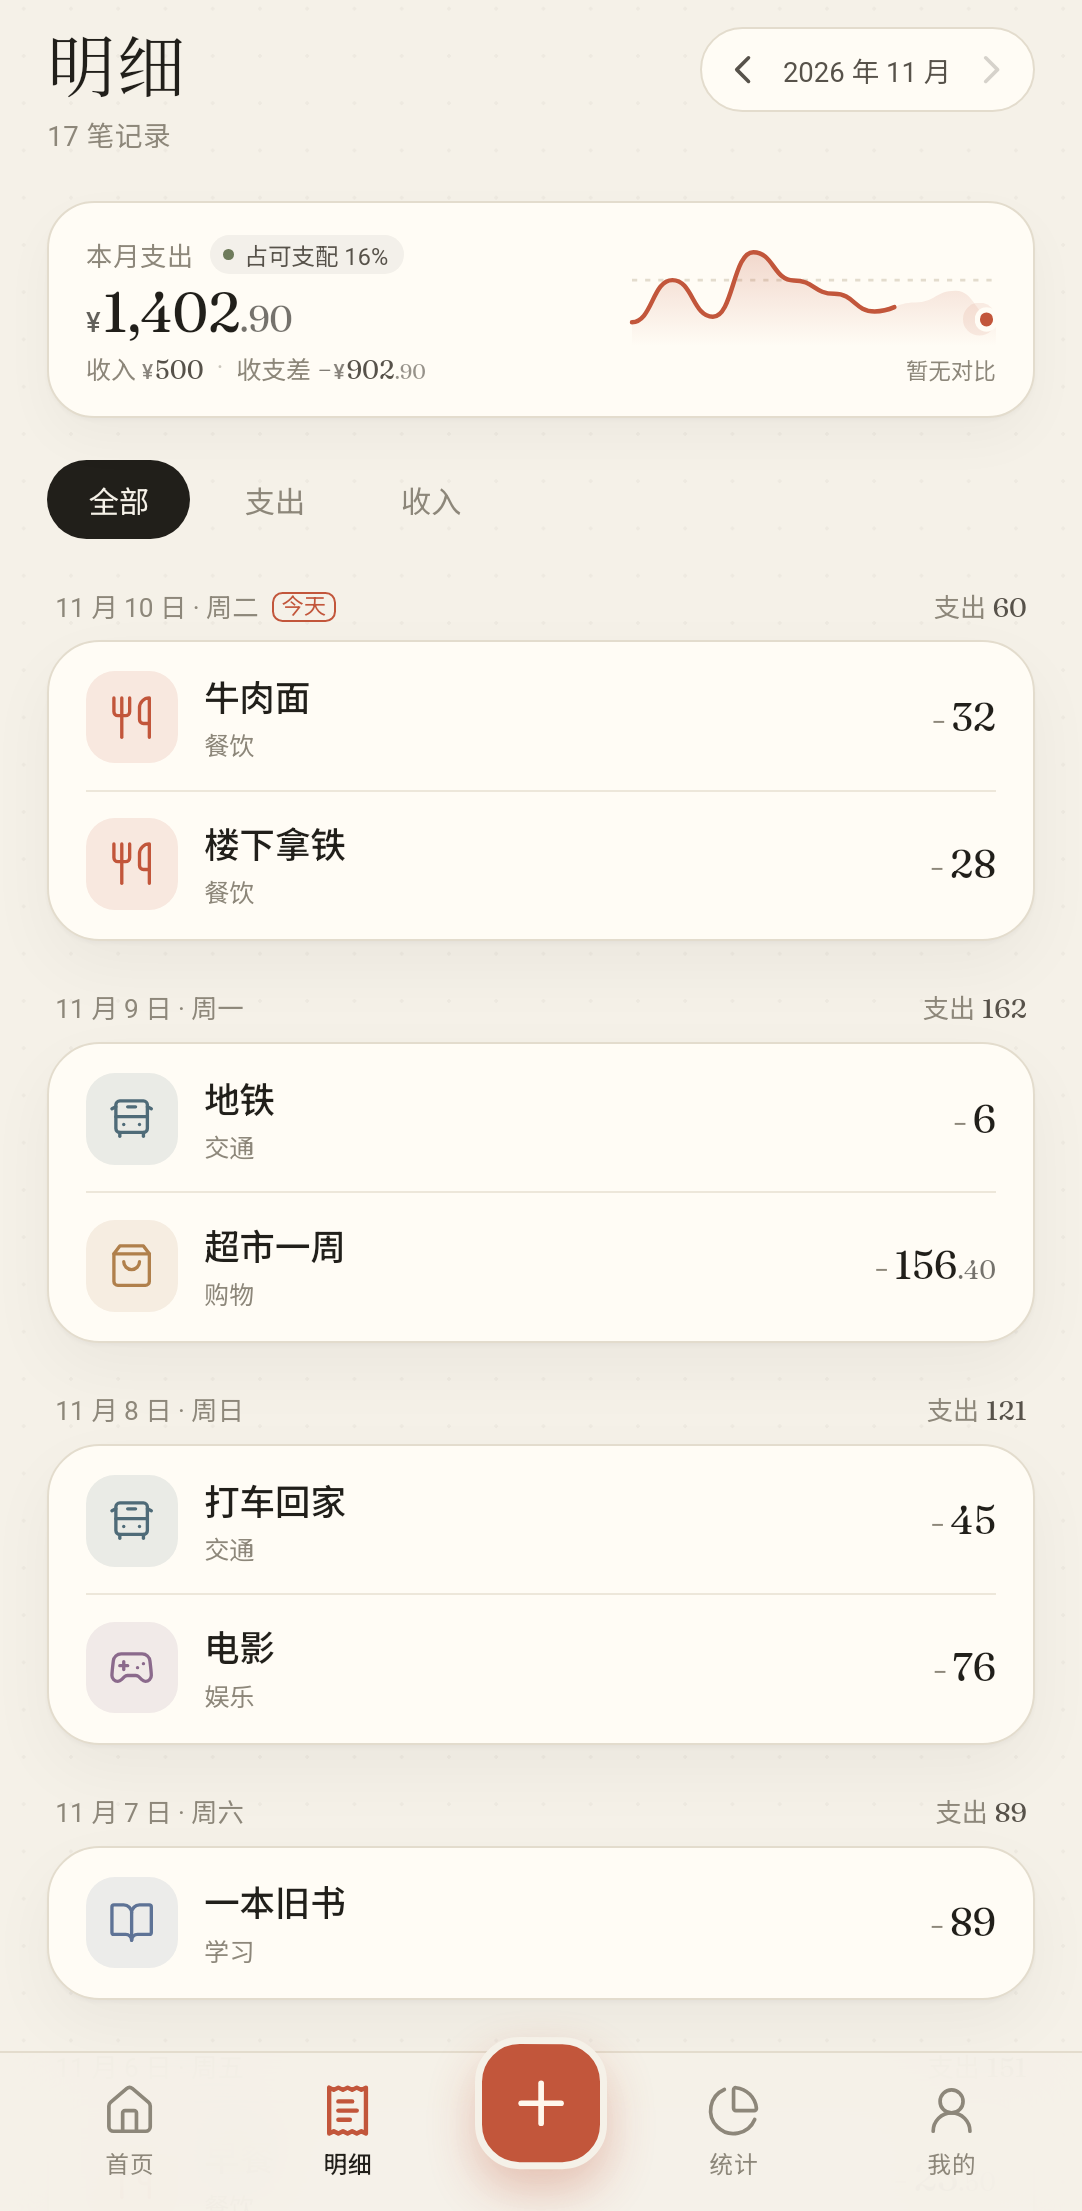 明细
2026 年 11 月
17 笔记录
本月支出 占可支配 16%
¥1,402.90
收入 ¥500 · 收支差 -¥902.90
暂无对比
全部 支出 收入
11 月 10 日 · 周二 今天 支出 60
牛肉面
餐饮
- 32
楼下拿铁
餐饮
- 28
11 月 9 日 · 周一 支出 162
地铁
交通
- 6
超市一周
购物
- 156.40
11 月 8 日 · 周日 支出 121
打车回家
交通
- 45
电影
娱乐
- 76
11 月 7 日 · 周六 支出 89
一本旧书
学习
- 89
首页 明细 统计 我的